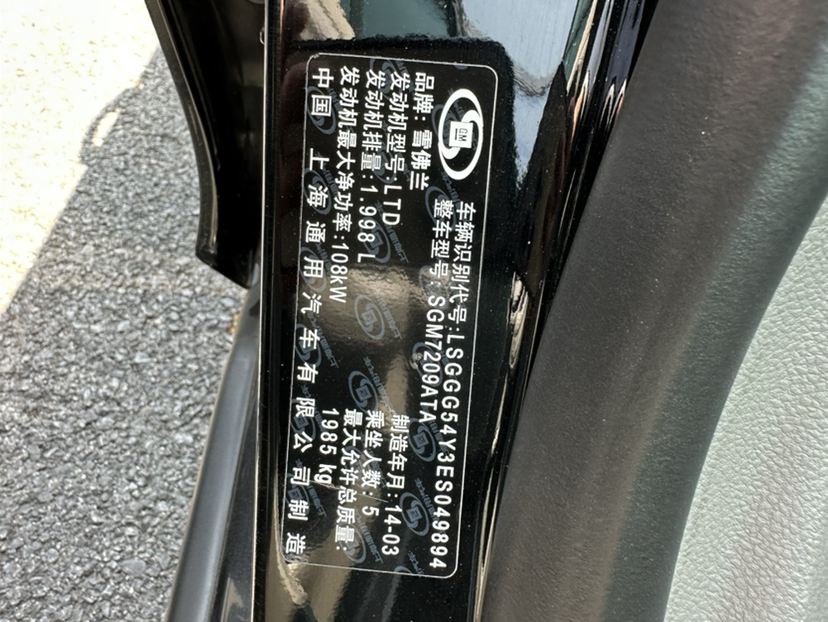 GM
车辆识别代号:LSGGG54Y3ES049894
整车型号:SGM7209ATA
品牌:雪佛兰
发动机型号:LTD
制造年月:14-03
发动机排量:1.998 L
乘坐人数:5
发动机最大净功率:108kW
最大允许总质量:
1985 kg
中国 上海通用汽车有限公司制造